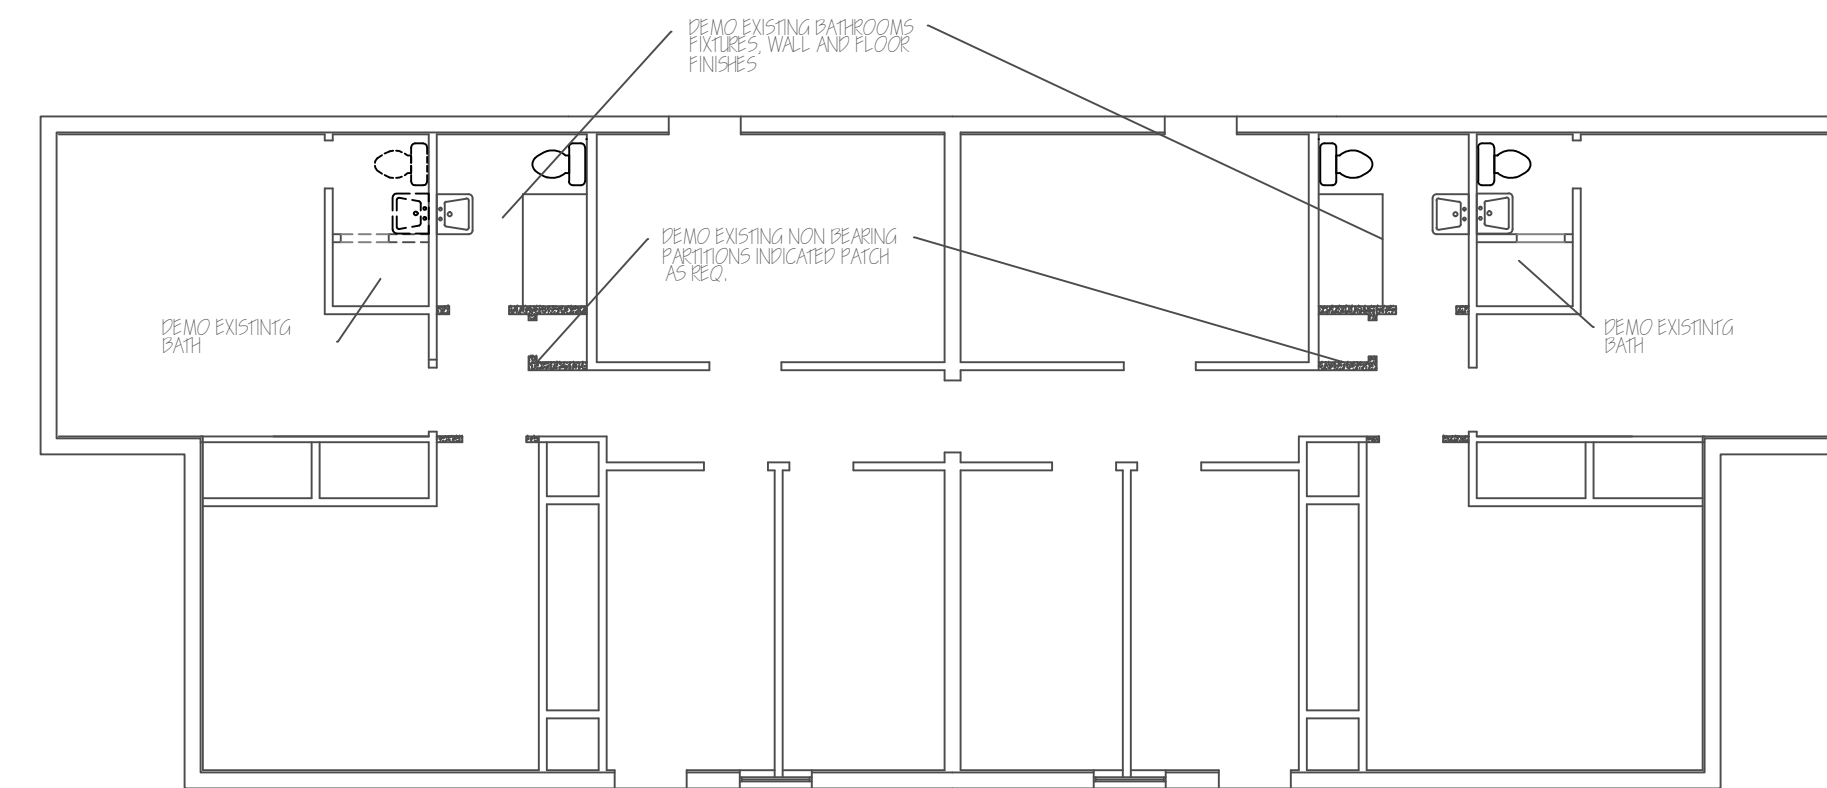 DEMO EXISTING BATHROOMS
FIXTURES, WALL AND FLOOR
FINISHES
DEMO EXISTING NON BEARING
PARTITIONS INDICATED PATCH
AS REQ.
DEMO EXISTINTG
BATH
DEMO EXISTINTG
BATH